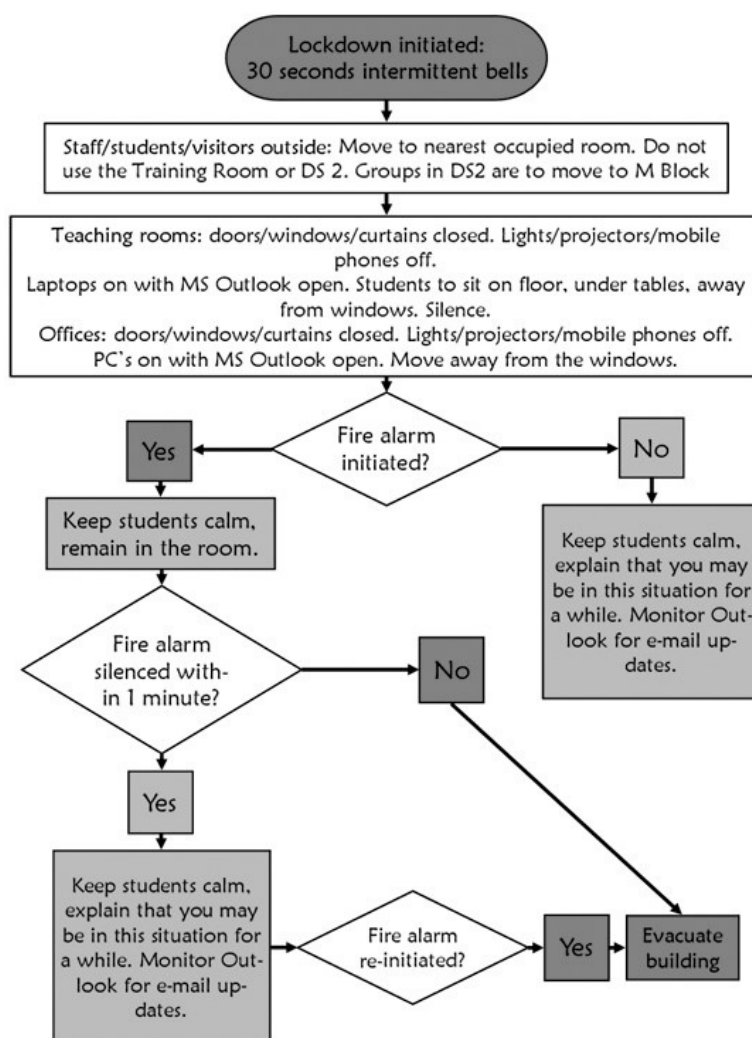 Lockdown initiated:
30 seconds intermittent bells
Staff/students/visitors outside: Move to nearest occupied room. Do not
use the Training Room or DS 2. Groups in DS2 are to move to M Block
Teaching rooms: doors/windows/curtains closed. Lights/projectors/mobile
phones off.
Laptops on with MS Outlook open. Students to sit on floor, under tables, away
from windows. Silence.
Offices: doors/windows/curtains closed. Lights/projectors/mobile phones off.
PC`s on with MS Outlook open. Move away from the windows.
Fire alarm
initiated?
Yes
No
Keep students calm,
remain in the room.
Keep students calm,
explain that you may
be in this situation for
a while. Monitor Out-
look for e-mail up-
dates.
Fire alarm
silenced with-
in 1 minute?
No
Yes
Keep students calm,
explain that you may
be in this situation for
a while. Monitor Out-
look for e-mail up-
dates.
Fire alarm
re-initiated?
Yes
Evacuate
building